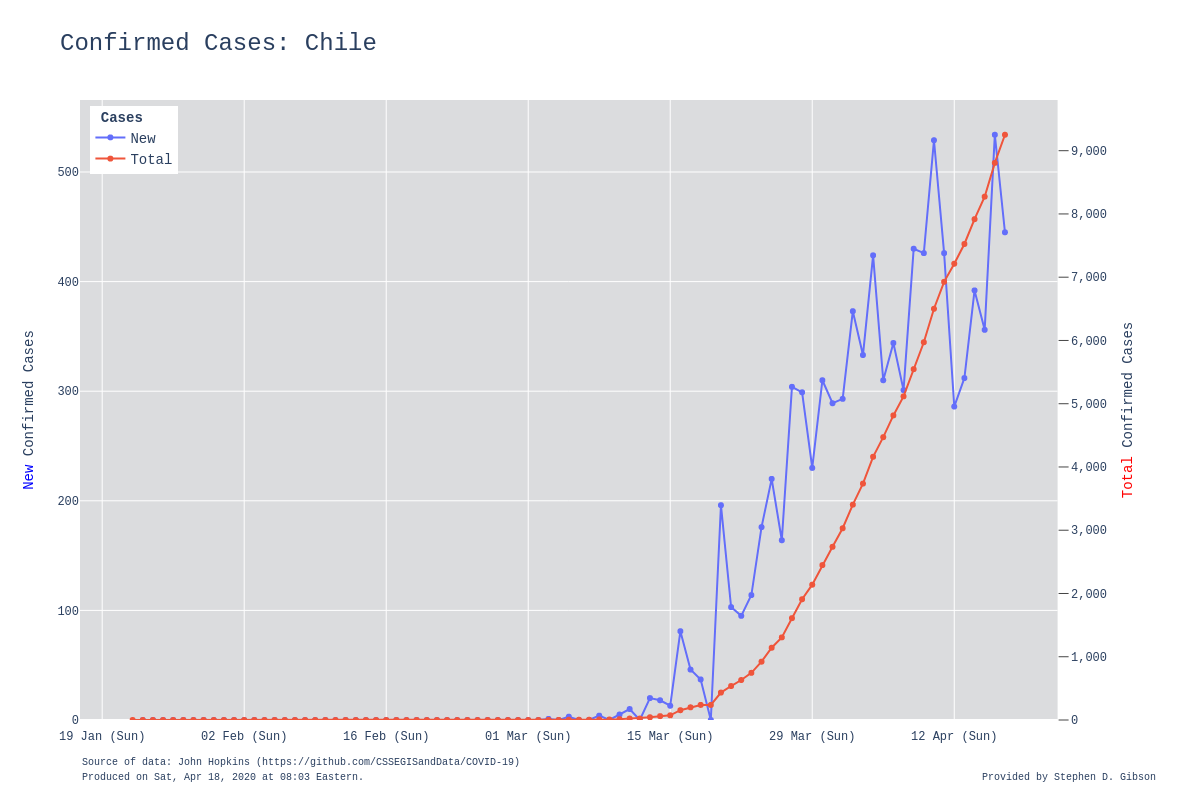 Confirmed Cases: Chile
Cases
New
Total
500
400
300
200
100
0
9,000
8,000
7,000
6,000
5,000
4,000
3,000
2,000
1,000
0
New Confirmed Cases
Total Confirmed Cases
19 Jan (Sun) 02 Feb (Sun) 16 Feb (Sun) 01 Mar (Sun) 15 Mar (Sun) 29 Mar (Sun) 12 Apr (Sun)
Source of data: John Hopkins (https://github.com/CSSEGISandData/COVID-19)
Produced on Sat, Apr 18, 2020 at 08:03 Eastern.
Provided by Stephen D. Gibson